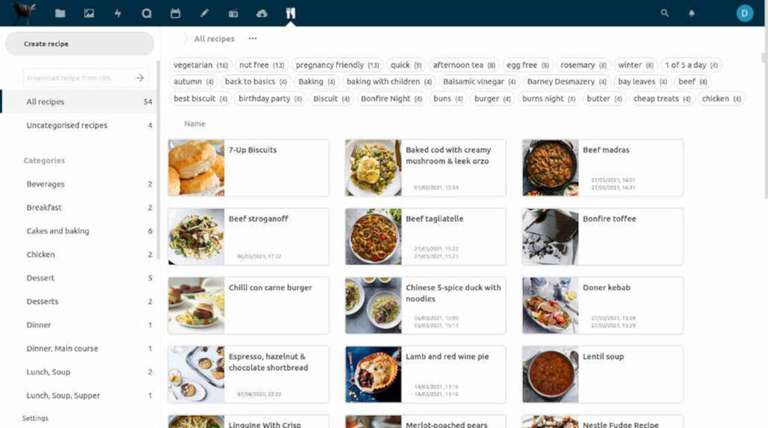 D
Create recipe
All recipes
•••
All recipes 54
Uncategorised recipes 4
Categories
Beverages 2
Breakfast 2
Cakes and baking 6
Chicken 2
Dessert 5
Desserts 2
Dinner 1
Dinner, Main course 1
Lunch, Soup 2
Lunch, Soup, Supper 1
Settings
vegetarian (16) nut free (13) pregnancy friendly (13) quick (9) afternoon tea (8) egg free (6) rosemary (8) winter (6) 1 of 5 a day (4)
autumn (4) back to basics (4) Baking (4) baking with children (4) Balsamic vinegar (4) Barney Desmazery (4) bay leaves (4) beef (4)
best biscuit (4) birthday party (4) Biscuit (4) Bonfire Night (4) buns (4) burger (4) burns night (4) butter (4) cheap treats (4) chicken (4)
Name
7-Up Biscuits
Baked cod with creamy
mushroom & leek orzo
Beef madras
Beef stroganoff
Beef tagliatelle
Bonfire toffee
Chilli con carne burger
Chinese 5-spice duck with
noodles
Doner kebab
Espresso, hazelnut &
chocolate shortbread
Lamb and red wine pie
Lentil soup
Linguine With Crisp
Merlot-poached pears
Nestle Fudge Recipe